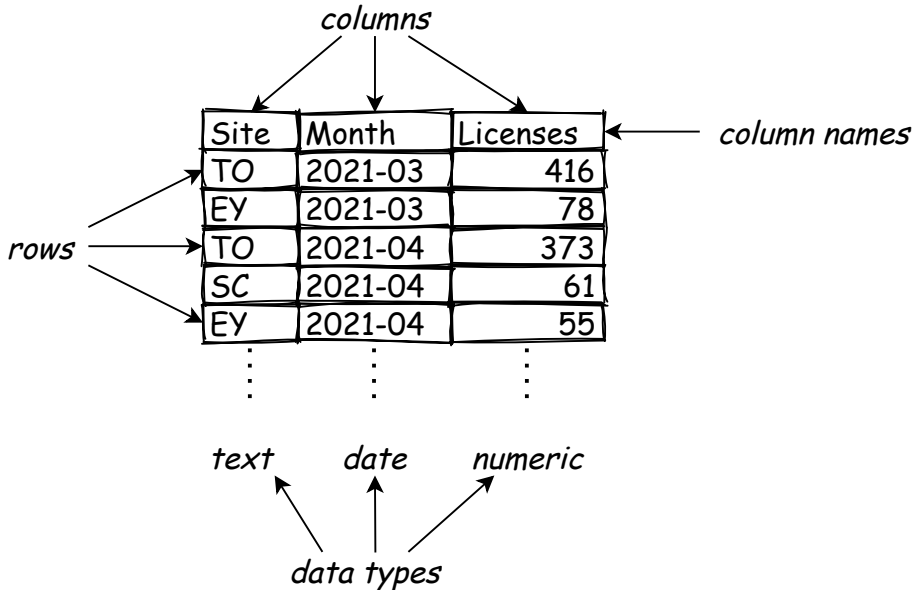 columns
Site Month Licenses
column names
TO 2021-03 416
EY 2021-03 78
rows
TO 2021-04 373
SC 2021-04 61
EY 2021-04 55
text date numeric
data types